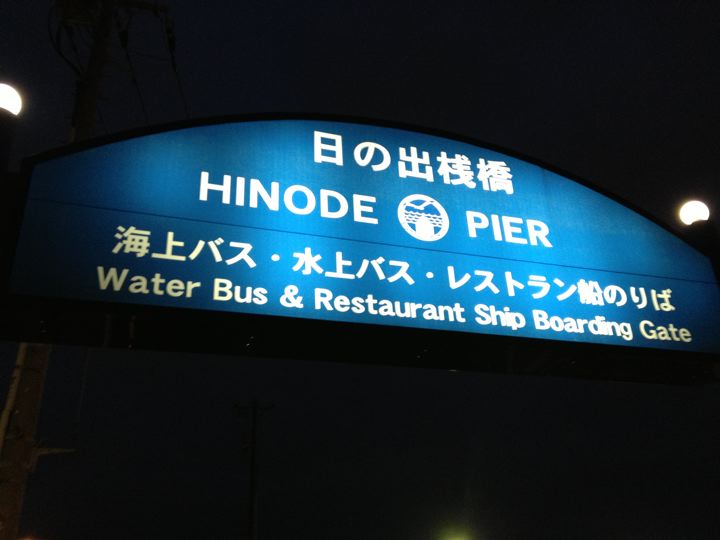 日の出桟橋
HINODE PIER
海上バス・水上バス・レストラン船のりば
Water Bus & Restaurant Ship Boarding Gate